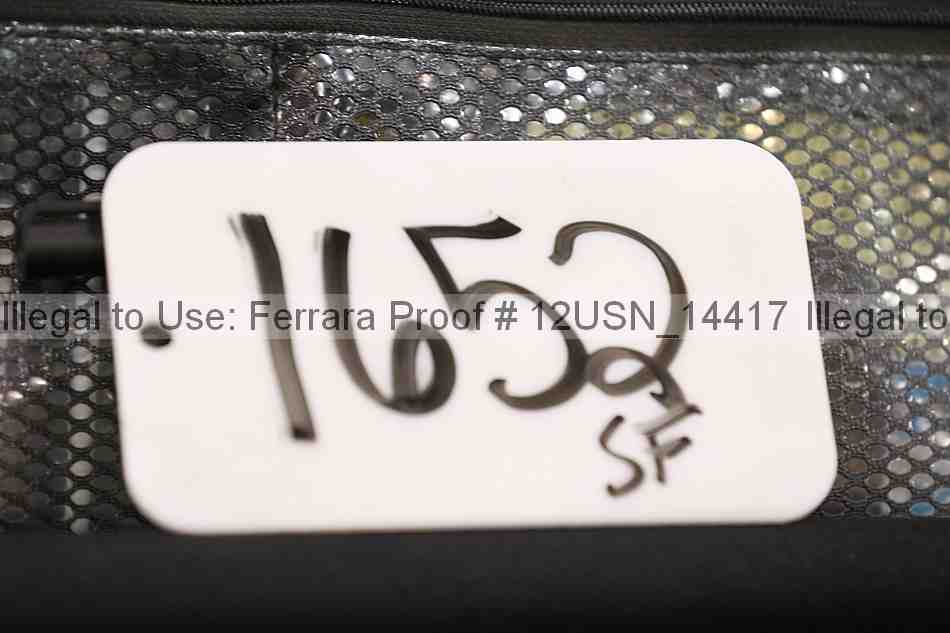 1652
Illegal to Use: Ferrara Proof # 12USN_14417 Illegal to
SF